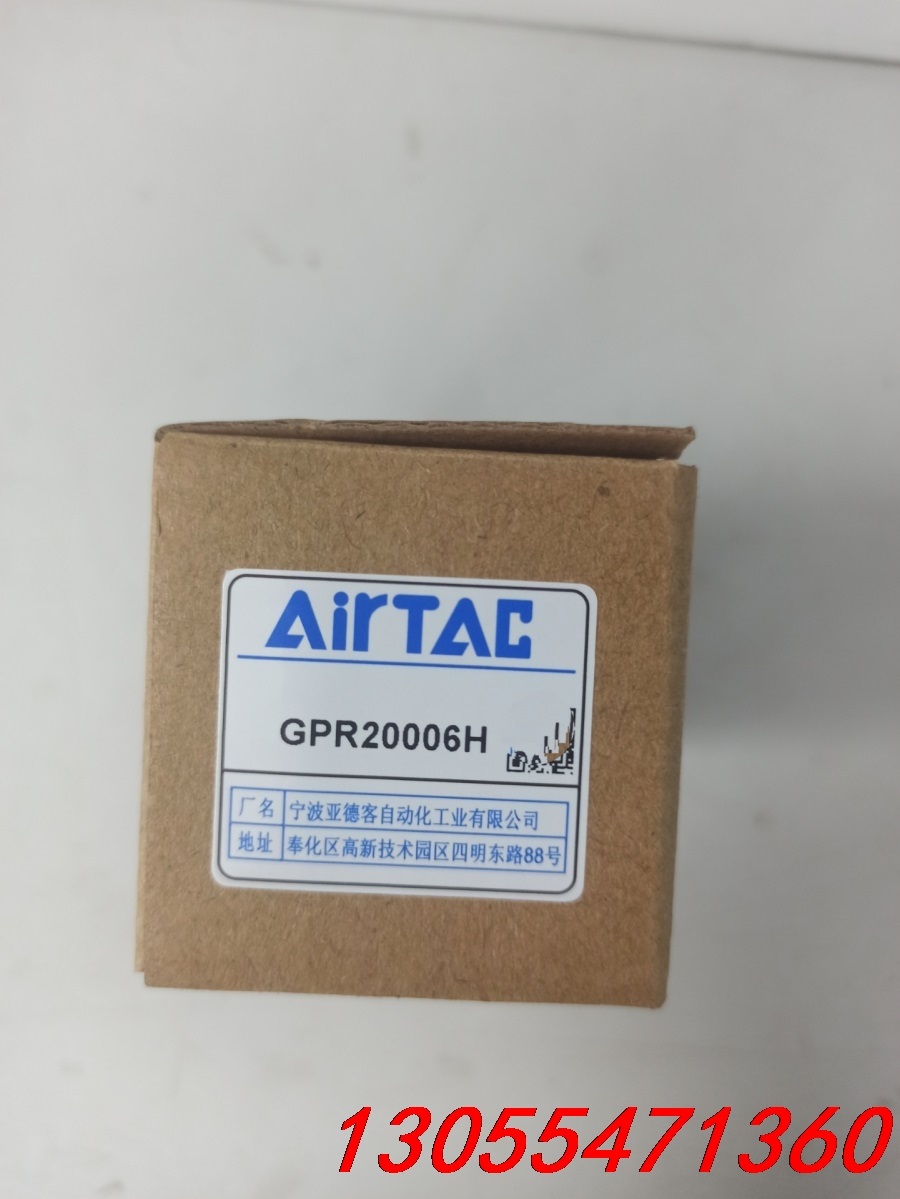 AirTAC
GPR20006H
厂名 宁波亚德客自动化工业有限公司
地址 奉化区高新技术园区四明东路88号
13055471360